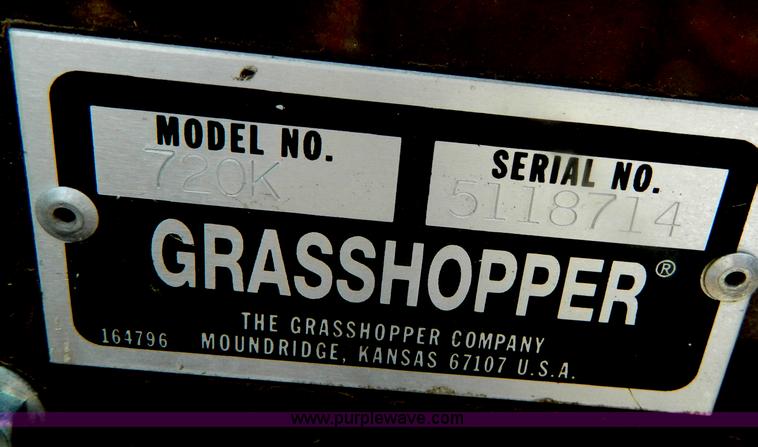 MODEL NO.
720K
SERIAL NO.
5118714
GRASSHOPPER®
THE GRASSHOPPER COMPANY
164796 MOUNDRIDGE, KANSAS 67107 U.S.A.
www.purplewave.com